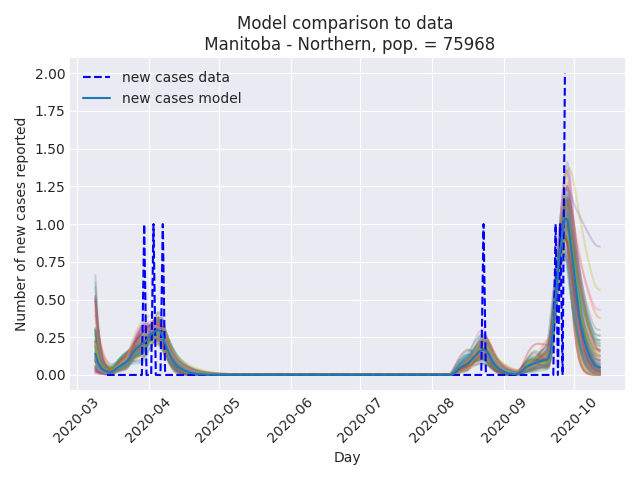 Model comparison to data
Manitoba - Northern, pop. = 75968
2.00
1.75
1.50
1.25
1.00
0.75
0.50
0.25
0.00
Number of new cases reported
new cases data
new cases model
2020-03
2020-04
2020-05
2020-06
2020-07
2020-08
2020-09
2020-10
Day